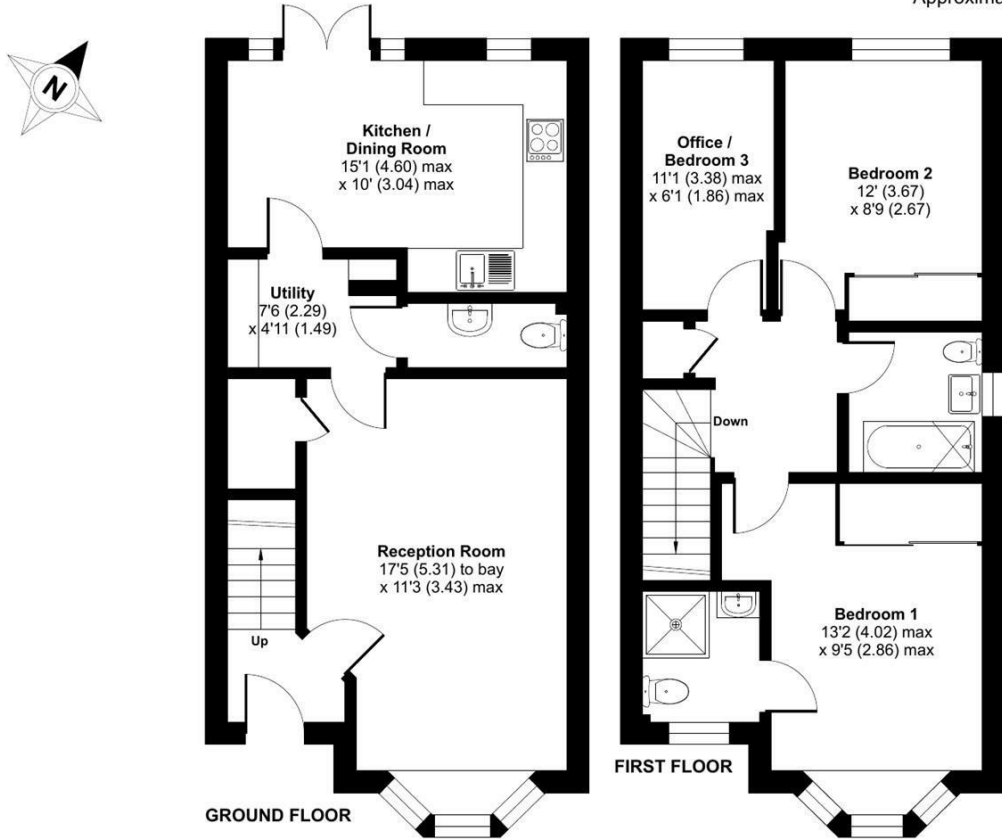 Approxima
N
Kitchen /
Dining Room
15'1 (4.60) max
x 10' (3.04) max
Utility
7'6 (2.29)
x 4'11 (1.49)
Reception Room
17'5 (5.31) to bay
x 11'3 (3.43) max
Up
GROUND FLOOR
Office /
Bedroom 3
11'1 (3.38) max
x 6'1 (1.86) max
Bedroom 2
12' (3.67)
x 8'9 (2.67)
Down
Bedroom 1
13'2 (4.02) max
x 9'5 (2.86) max
FIRST FLOOR